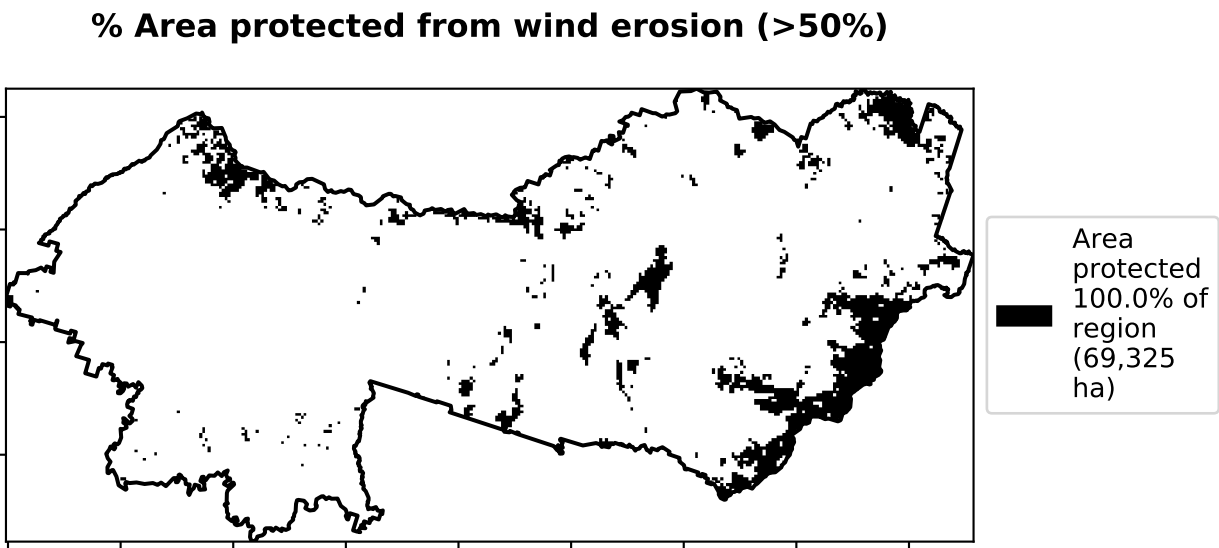 % Area protected from wind erosion (>50%)
Area
protected
100.0% of
region
(69,325
ha)